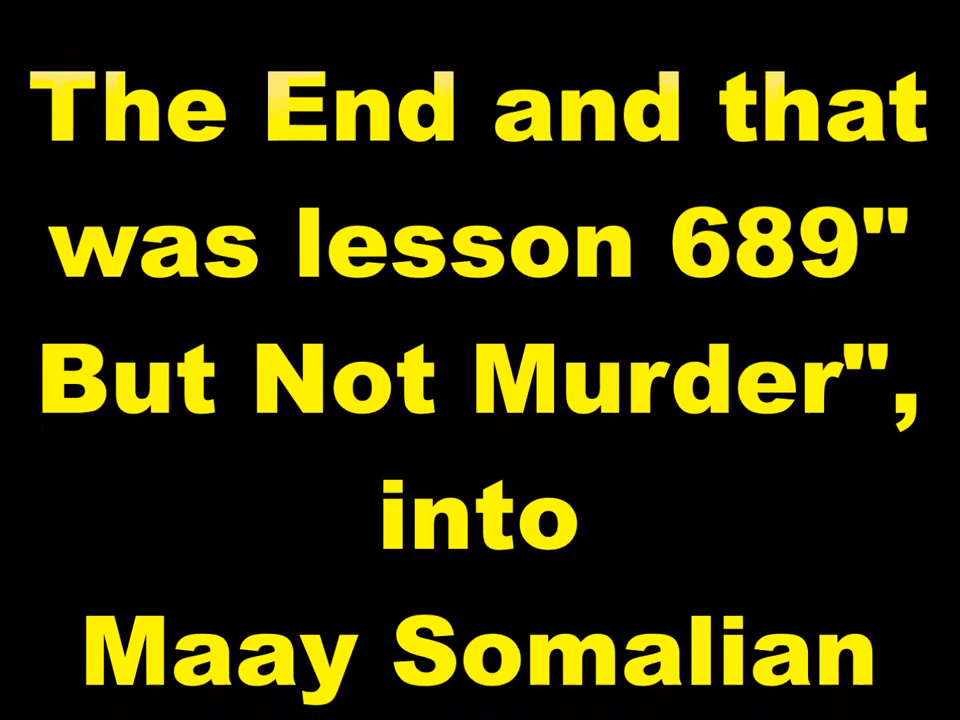 The End and that
was lesson 689"
But Not Murder",
into
Maay Somalian